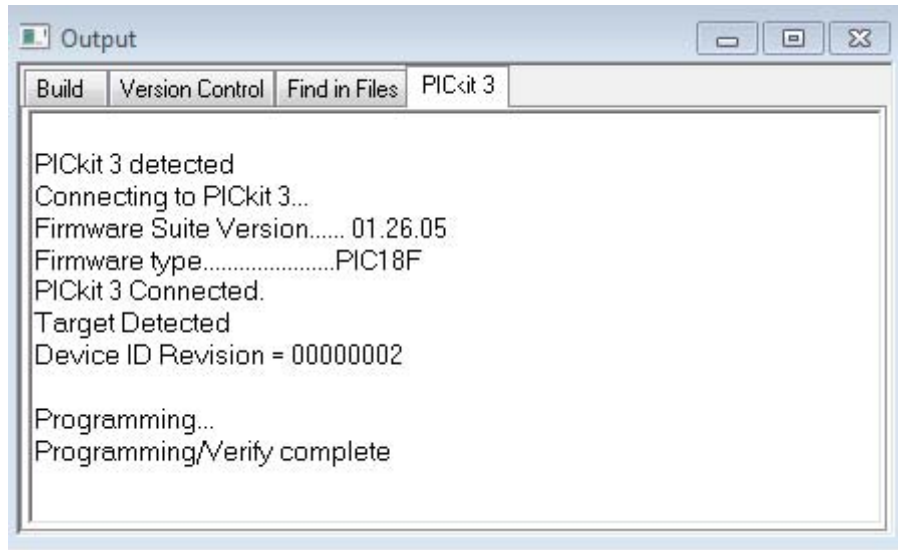 Output
Build Version Control Find in Files PICkit 3
PICkit 3 detected
Connecting to PICkit 3...
Firmware Suite Version...... 01.26.05
Firmware type......................PIC18F
PICkit 3 Connected.
Target Detected
Device ID Revision = 00000002
Programming...
Programming/Verify complete